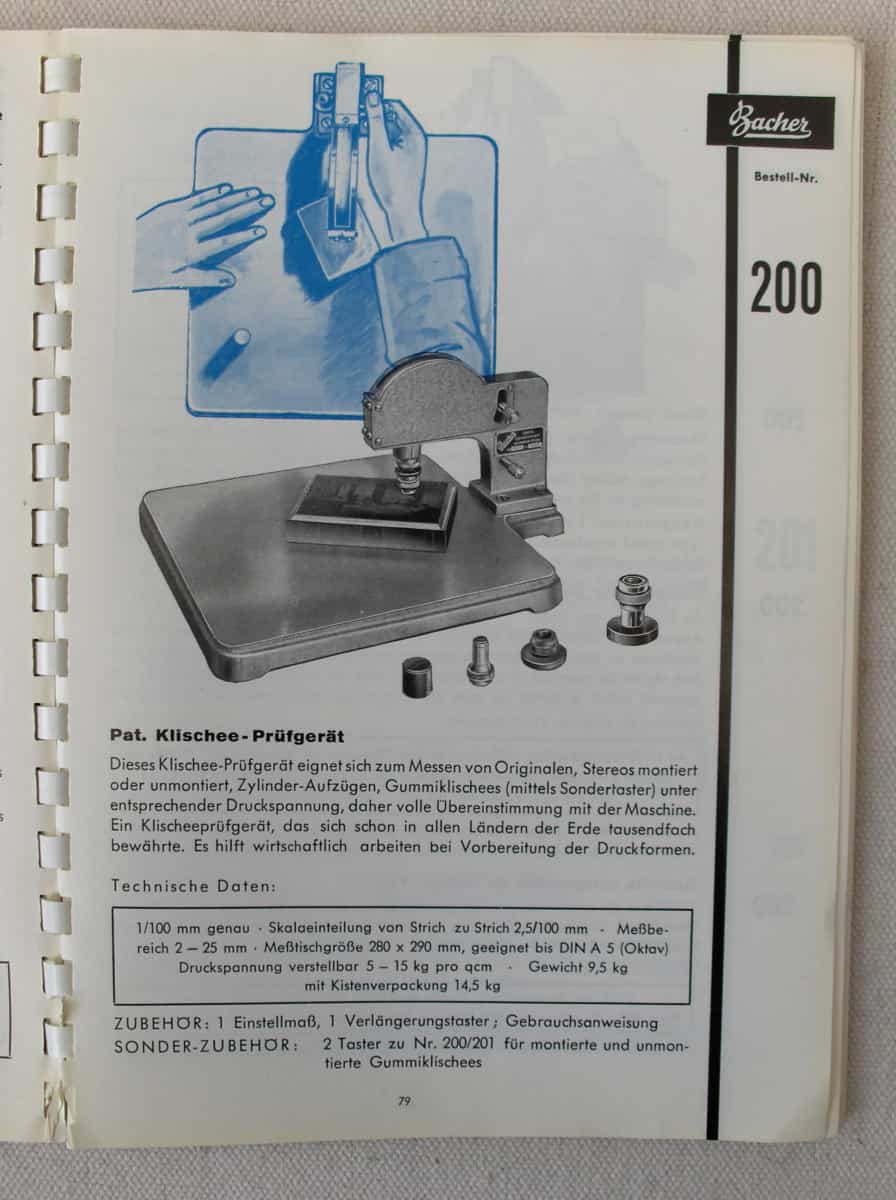 Bacher
Bestell-Nr.
200
Pat. Klischee-Prüfgerät
Dieses Klischee-Prüfgerät eignet sich zum Messen von Originalen, Stereos montiert
oder unmontiert, Zylinder-Aufzügen, Gummiklischees (mittels Sondertaster) unter
entsprechender Druckspannung, daher volle Übereinstimmung mit der Maschine.
Ein Klischeeprüfgerät, das sich schon in allen Ländern der Erde tausendfach
bewährte. Es hilft wirtschaftlich arbeiten bei Vorbereitung der Druckformen.
Technische Daten:
1/100 mm genau · Skalaeinteilung von Strich zu Strich 2,5/100 mm - Meßbe-
reich 2 – 25 mm · Meßtischgröße 280 x 290 mm, geeignet bis DIN A 5 (Oktav)
Druckspannung verstellbar 5 – 15 kg pro qcm · Gewicht 9,5 kg
mit Kistenverpackung 14,5 kg
ZUBEHÖR: 1 Einstellmaß, 1 Verlängerungstaster; Gebrauchsanweisung
SONDER-ZUBEHÖR: 2 Taster zu Nr. 200/201 für montierte und unmon-
tierte Gummiklischees
79